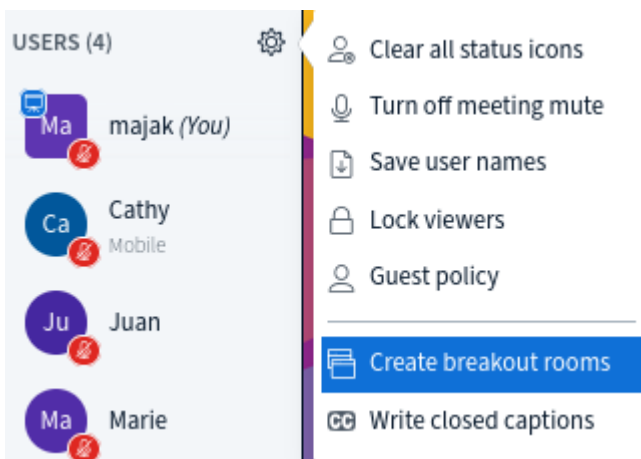 USERS (4)
Ma
majak (You)
Ca
Cathy
Mobile
Ju
Juan
Ma
Marie
Clear all status icons
Turn off meeting mute
Save user names
Lock viewers
Guest policy
Create breakout rooms
CC Write closed captions